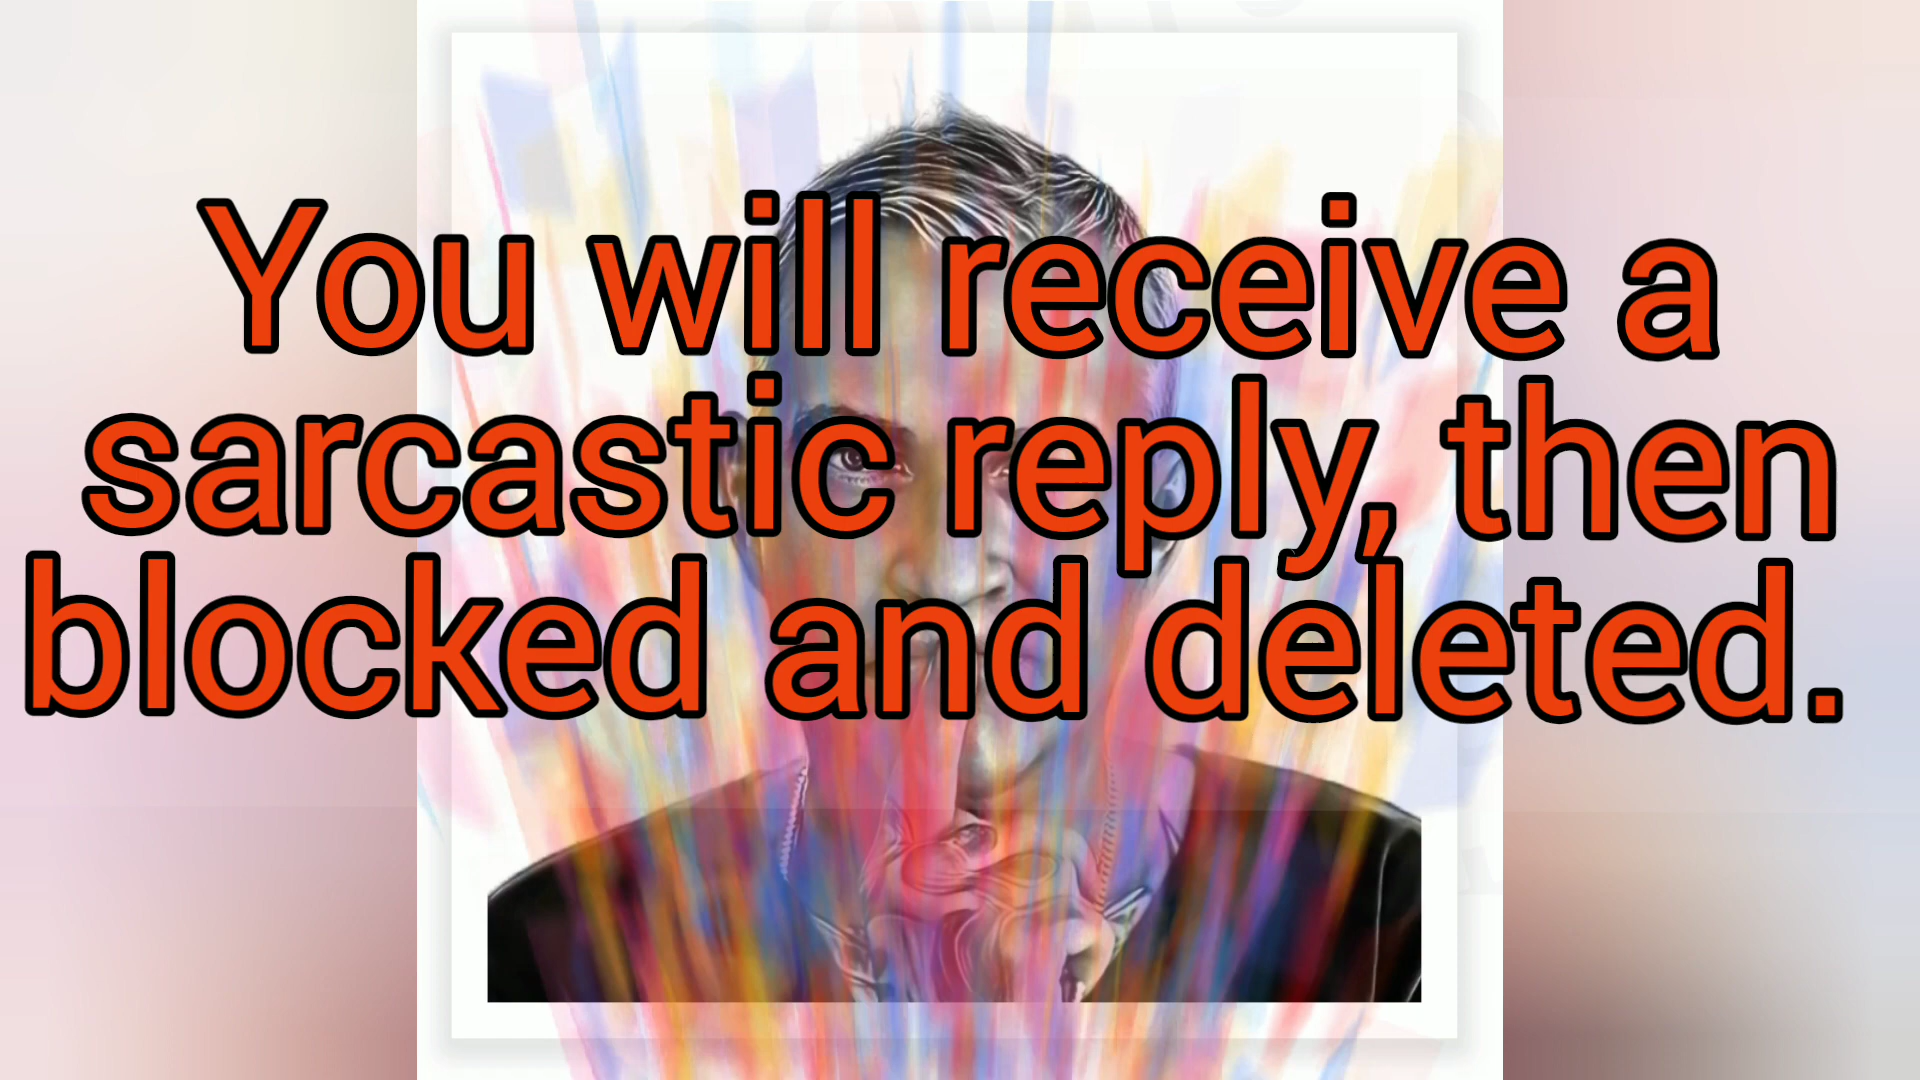 You will receive a
sarcastic reply, then
blocked and deleted.